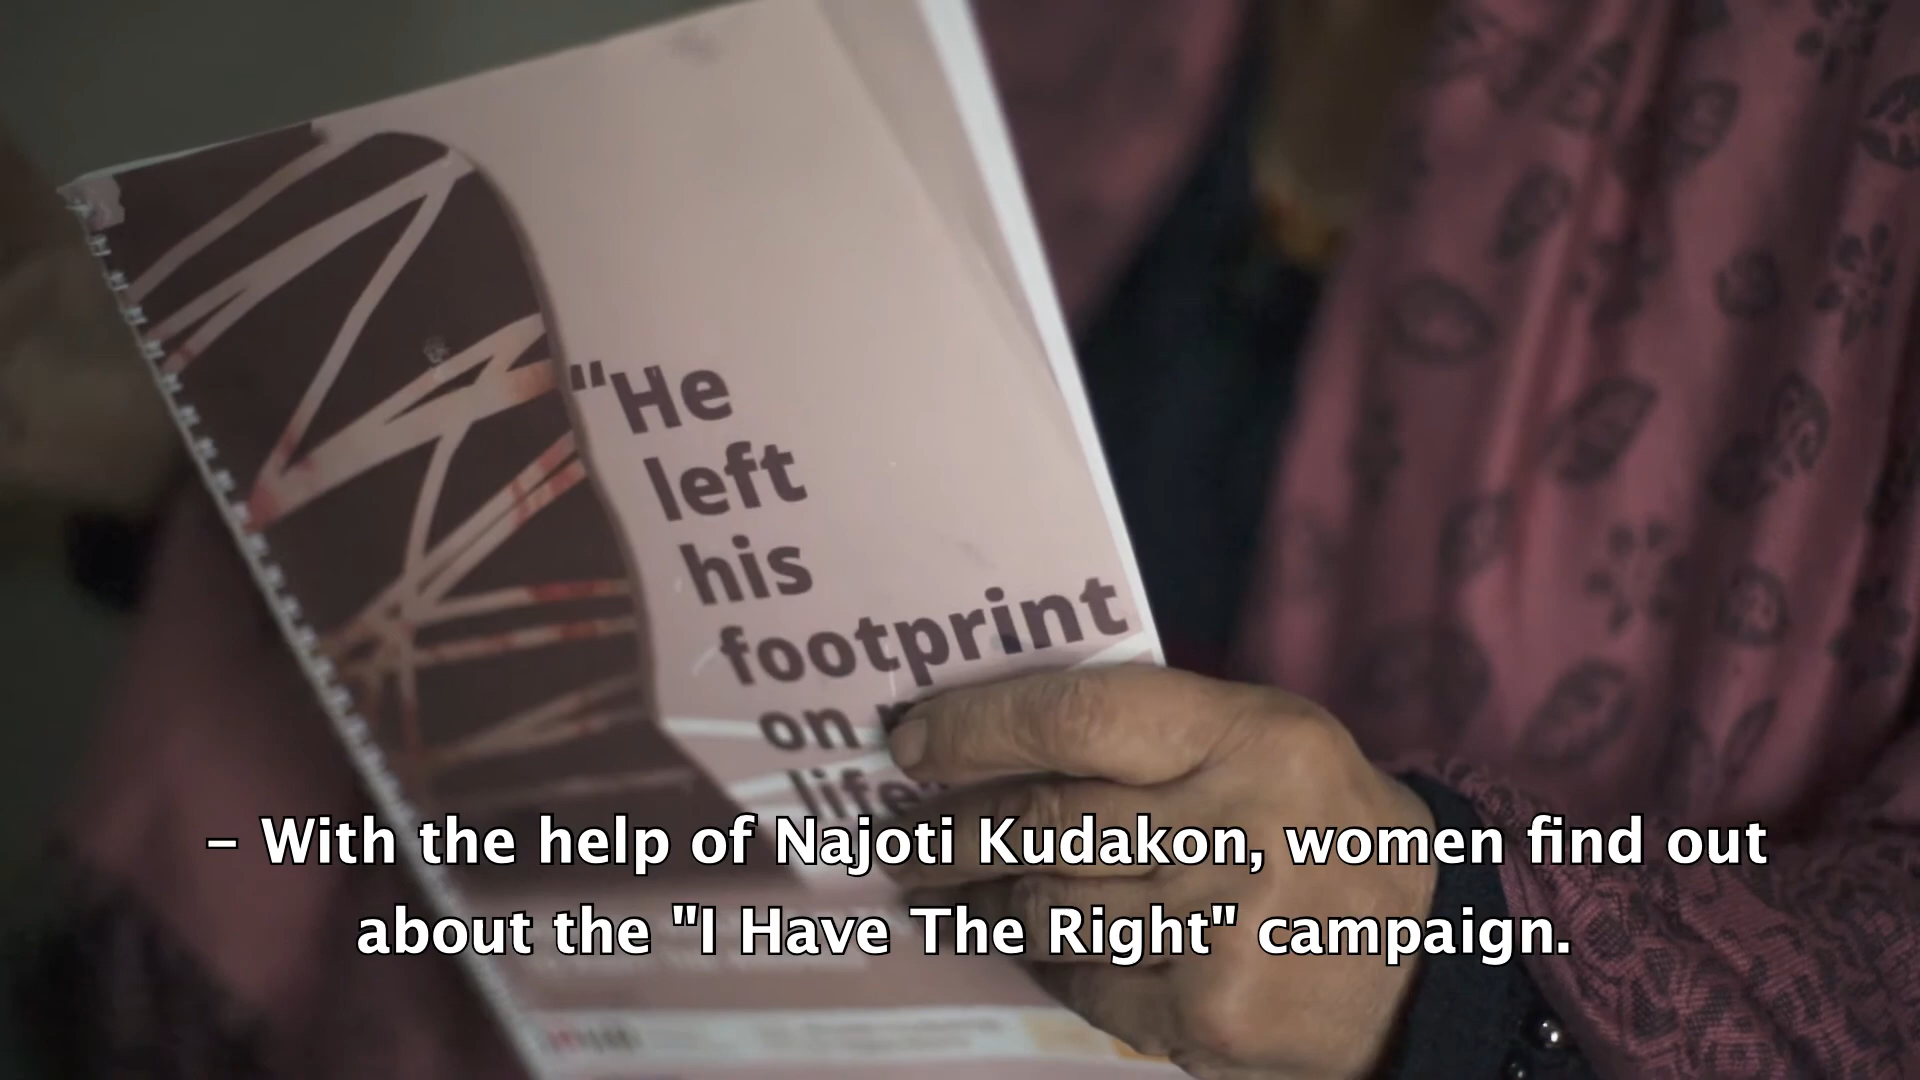 "He
left
his
footprint
on
life"
– With the help of Najoti Kudakon, women find out
about the "I Have The Right" campaign.